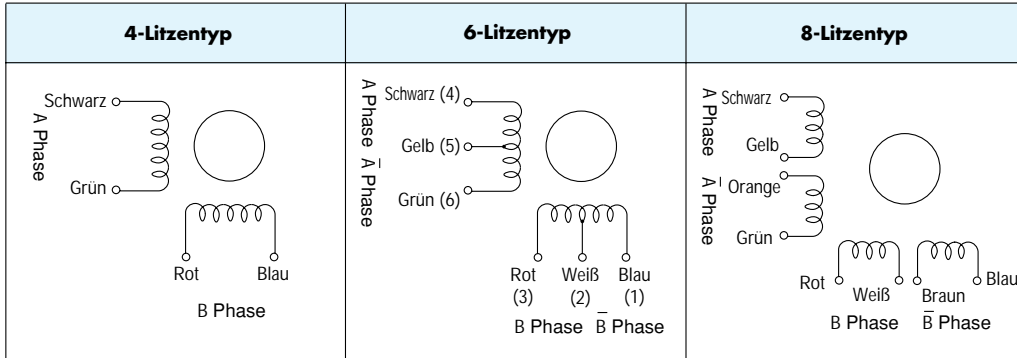 4-Litzentyp
6-Litzentyp
8-Litzentyp
Schwarz
A Phase
Grün
Rot
Blau
B Phase
Schwarz (4)
A Phase
Gelb (5)
A̅ Phase
Grün (6)
Rot
(3)
Weiß
(2)
Blau
(1)
B Phase
B̅ Phase
Schwarz
A Phase
Gelb
Orange
A̅ Phase
Grün
Rot
Weiß
Braun
Blau
B Phase
B̅ Phase